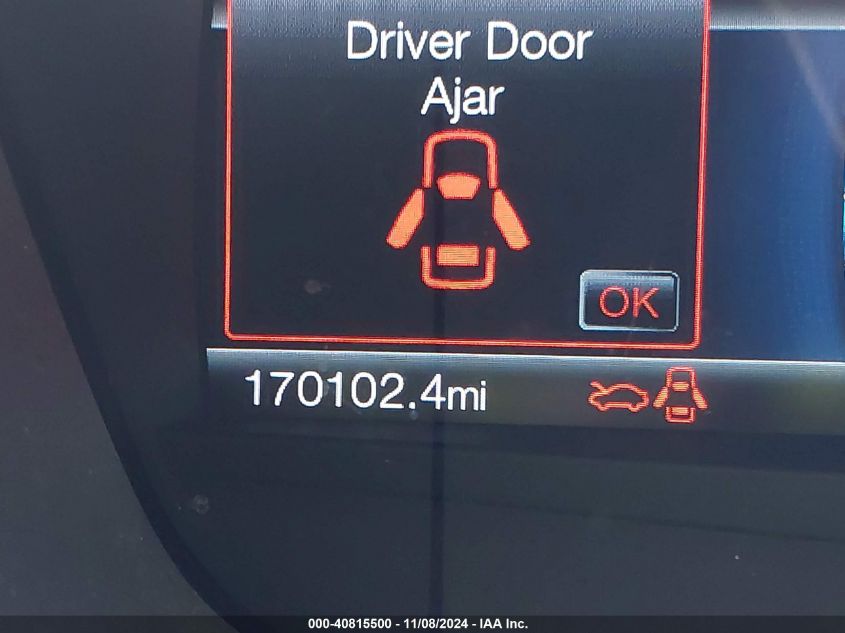 Driver Door
Ajar
OK
170102.4mi
000-40815500 - 11/08/2024 - IAA Inc.